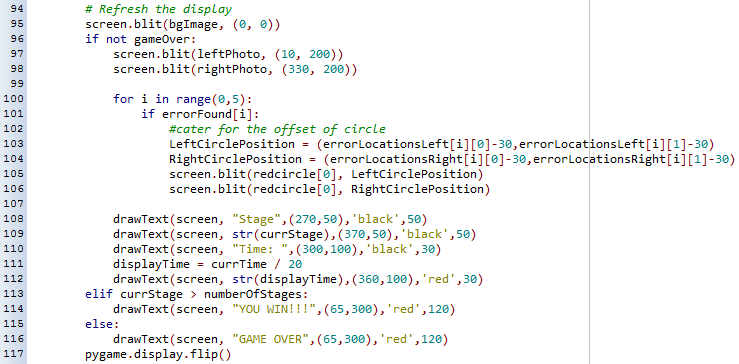 94 # Refresh the display
95 screen.blit(bgImage, (0, 0))
96 if not gameOver:
97 screen.blit(leftPhoto, (10, 200))
98 screen.blit(rightPhoto, (330, 200))
99
100 for i in range(0,5):
101 if errorFound[i]:
102 #cater for the offset of circle
103 LeftCirclePosition = (errorLocationsLeft[i][0]-30,errorLocationsLeft[i][1]-30)
104 RightCirclePosition = (errorLocationsRight[i][0]-30,errorLocationsRight[i][1]-30)
105 screen.blit(redcircle[0], LeftCirclePosition)
106 screen.blit(redcircle[0], RightCirclePosition)
107
108 drawText(screen, "Stage",(270,50),'black',50)
109 drawText(screen, str(currStage),(370,50),'black',50)
110 drawText(screen, "Time: ",(300,100),'black',30)
111 displayTime = currTime / 20
112 drawText(screen, str(displayTime),(360,100),'red',30)
113 elif currStage > numberOfStages:
114 drawText(screen, "YOU WIN!!!",(65,300),'red',120)
115 else:
116 drawText(screen, "GAME OVER",(65,300),'red',120)
117 pygame.display.flip()